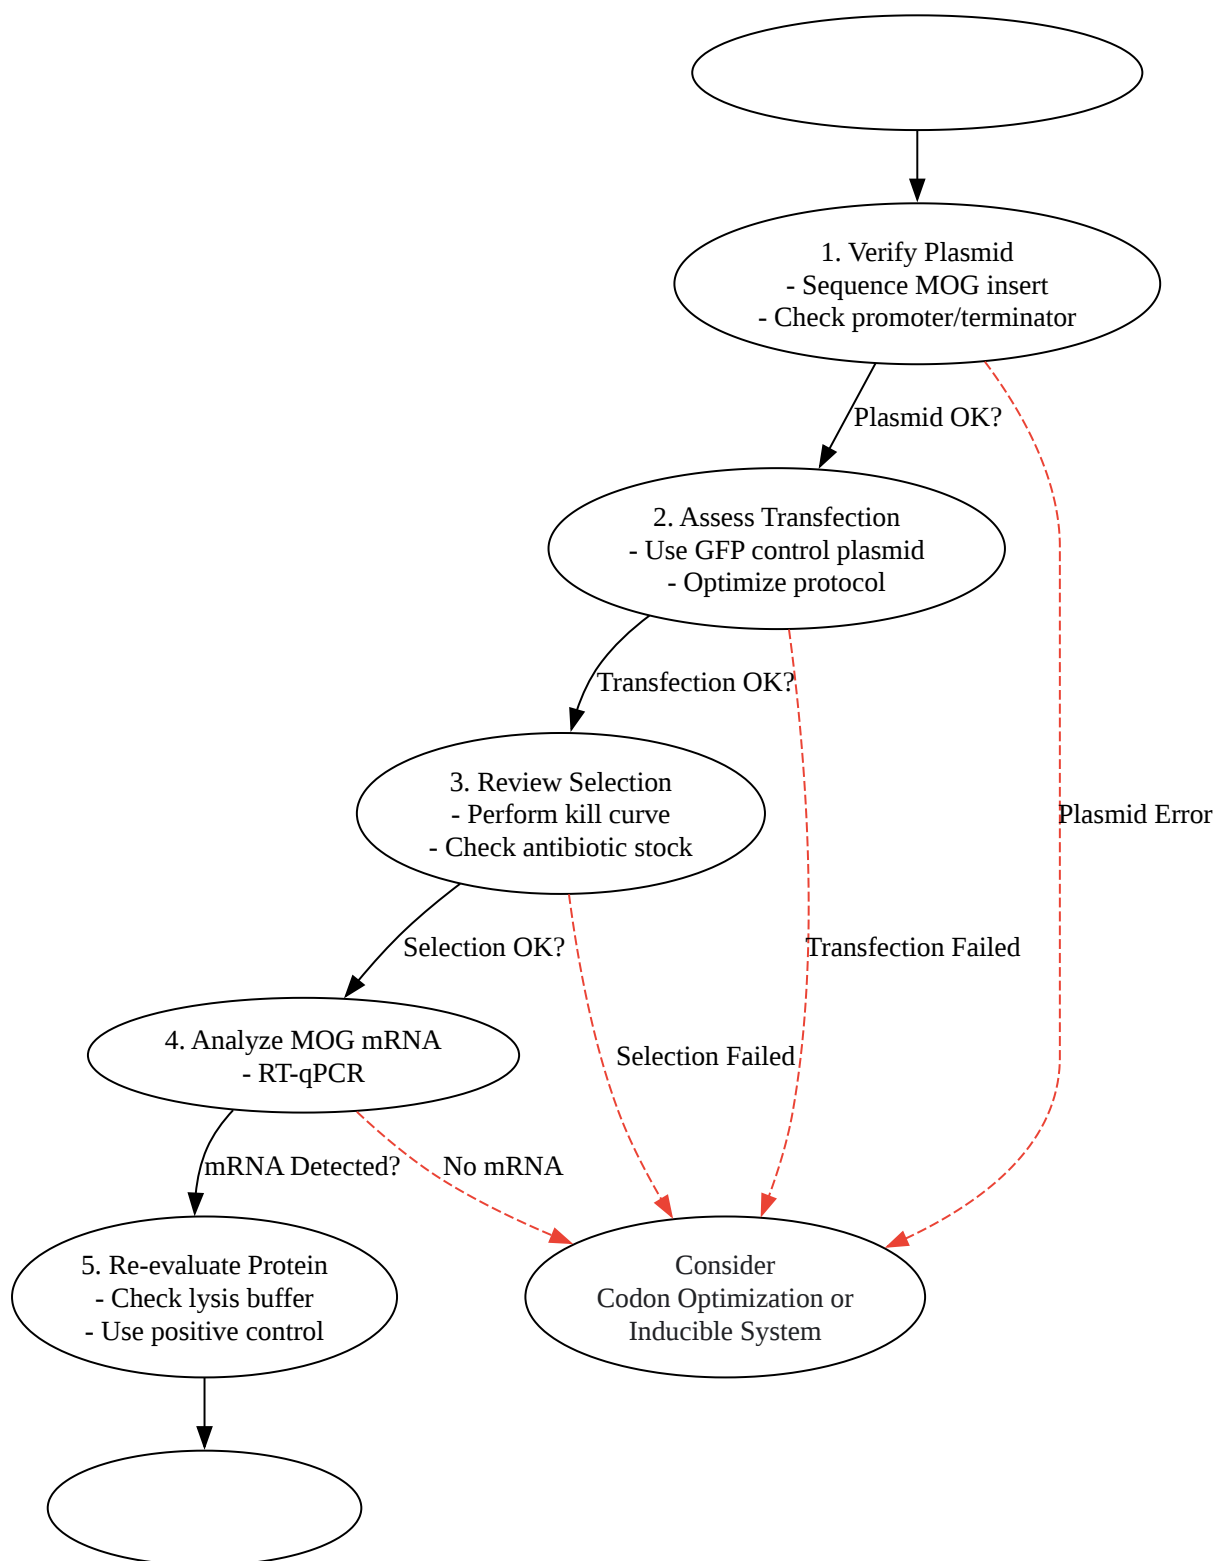 1. Verify Plasmid
- Sequence MOG insert
- Check promoter/terminator
Plasmid OK?
2. Assess Transfection
- Use GFP control plasmid
- Optimize protocol
Transfection OK?
3. Review Selection
- Perform kill curve
- Check antibiotic stock
Plasmid Error
Selection OK?
Transfection Failed
4. Analyze MOG mRNA
- RT-qPCR
Selection Failed
mRNA Detected?
No mRNA
5. Re-evaluate Protein
- Check lysis buffer
- Use positive control
Consider
Codon Optimization or
Inducible System